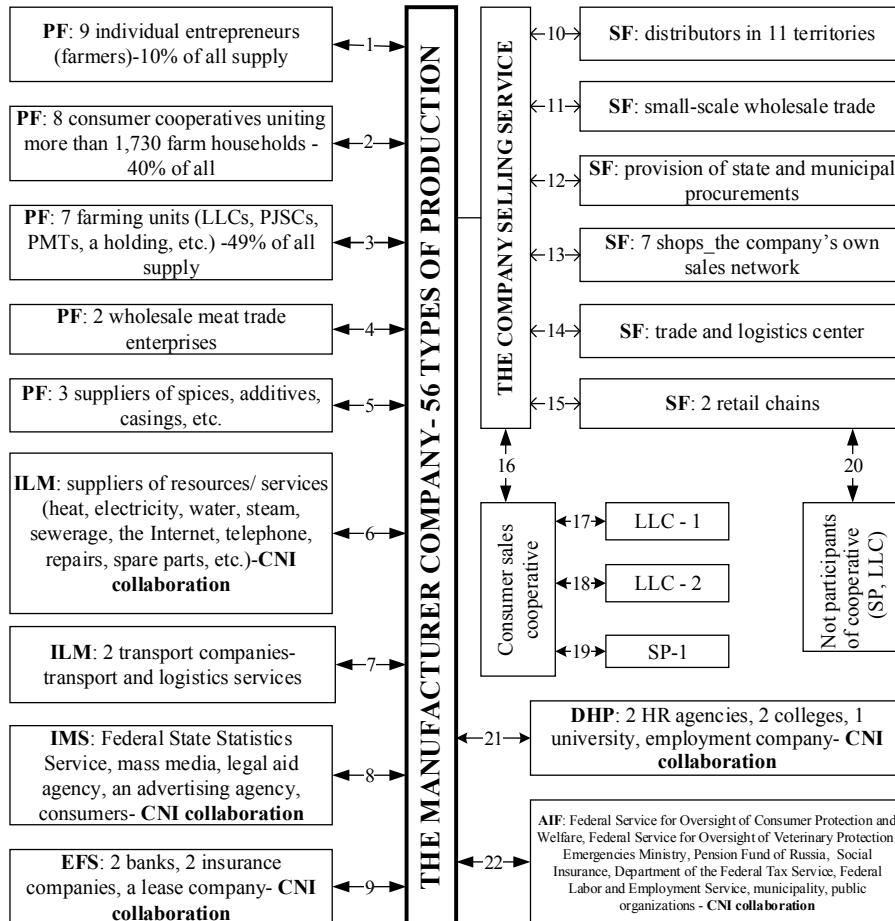 PF: 9 individual entrepreneurs
(farmers)-10% of all supply
1
PF: 8 consumer cooperatives uniting
more than 1,730 farm households -
40% of all
2
PF: 7 farming units (LLCs, PJSCs,
PMTs, a holding, etc.) -49% of all
supply
3
PF: 2 wholesale meat trade
enterprises
4
PF: 3 suppliers of spices, additives,
casings, etc.
5
ILM: suppliers of resources/ services
(heat, electricity, water, steam,
sewerage, the Internet, telephone,
repairs, spare parts, etc.)-CNI
collaboration
6
ILM: 2 transport companies-
transport and logistics services
7
IMS: Federal State Statistics
Service, mass media, legal aid
agency, an advertising agency,
consumers- CNI collaboration
8
EFS: 2 banks, 2 insurance
companies, a lease company- CNI
collaboration
9
THE MANUFACTURER COMPANY- 56 TYPES OF PRODUCTION
THE COMPANY SELLING SERVICE
10
SF: distributors in 11 territories
11
SF: small-scale wholesale trade
12
SF: provision of state and municipal
procurements
13
SF: 7 shops_the company’s own
sales network
14
SF: trade and logistics center
15
SF: 2 retail chains
16
20
Consumer sales
cooperative
17
LLC - 1
18
LLC - 2
19
SP-1
Not participants
of cooperative
(SP, LLC)
21
DHP: 2 HR agencies, 2 colleges, 1
university, employment company- CNI
collaboration
22
AIF: Federal Service for Oversight of Consumer Protection and
Welfare, Federal Service for Oversight of Veterinary Protection
Emergencies Ministry, Pension Fund of Russia, Social
Insurance, Department of the Federal Tax Service, Federal
Labor and Employment Service, municipality, public
organizations - CNI collaboration